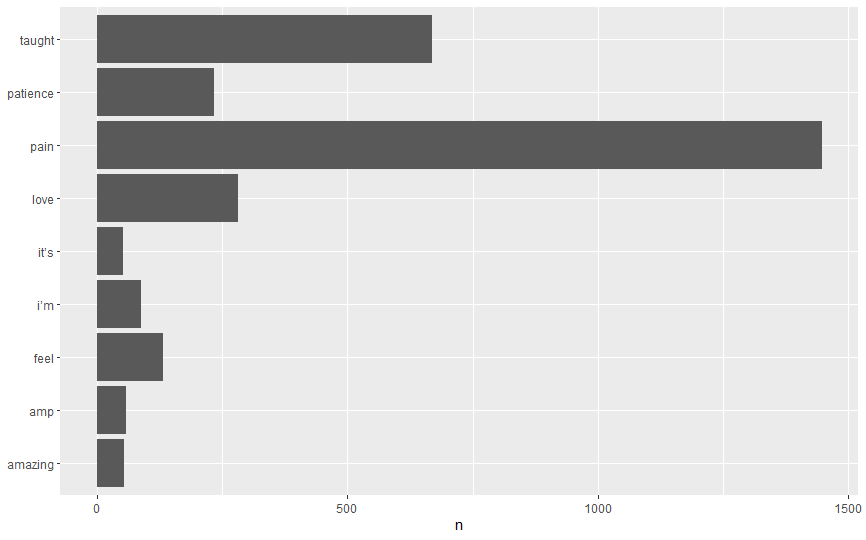 taught
patience
pain
love
it’s
i’m
feel
amp
amazing
0 500 1000 1500
n